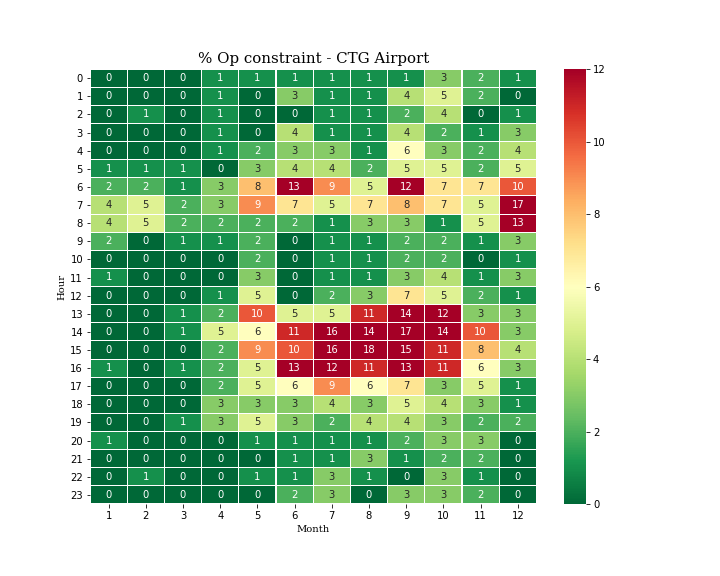 % Op constraint - CTG Airport
0 0 0 0 1 1 1 1 1 1 3 2 1
1 0 0 0 1 0 3 1 1 4 5 2 0
2 0 1 0 1 0 0 1 1 2 4 0 1
3 0 0 0 1 0 4 1 1 4 2 1 3
4 0 0 0 1 2 3 3 1 6 3 2 4
5 1 1 1 0 3 4 4 2 5 5 2 5
6 2 2 1 3 8 13 9 5 12 7 7 10
7 4 5 2 3 9 7 5 7 8 7 5 17
8 4 5 2 2 2 2 1 3 3 1 5 13
9 2 0 1 1 2 0 1 1 2 2 1 3
10 0 0 0 0 2 0 1 1 2 2 0 1
11 1 0 0 0 3 0 1 1 3 4 1 3
12 0 0 0 1 5 0 2 3 7 5 2 1
13 0 0 1 2 10 5 5 11 14 12 3 3
14 0 0 1 5 6 11 16 14 17 14 10 3
15 0 0 0 2 9 10 16 18 15 11 8 4
16 1 0 1 2 5 13 12 11 13 11 6 3
17 0 0 0 2 5 6 9 6 7 3 5 1
18 0 0 0 3 3 3 4 3 5 4 3 1
19 0 0 1 3 5 3 2 4 4 3 2 2
20 1 0 0 0 1 1 1 1 2 3 3 0
21 0 0 0 0 0 1 1 3 1 2 2 0
22 0 1 0 0 1 1 3 1 0 3 1 0
23 0 0 0 0 0 2 3 0 3 3 2 0
1 2 3 4 5 6 7 8 9 10 11 12
Month
Hour
12
10
8
6
4
2
0